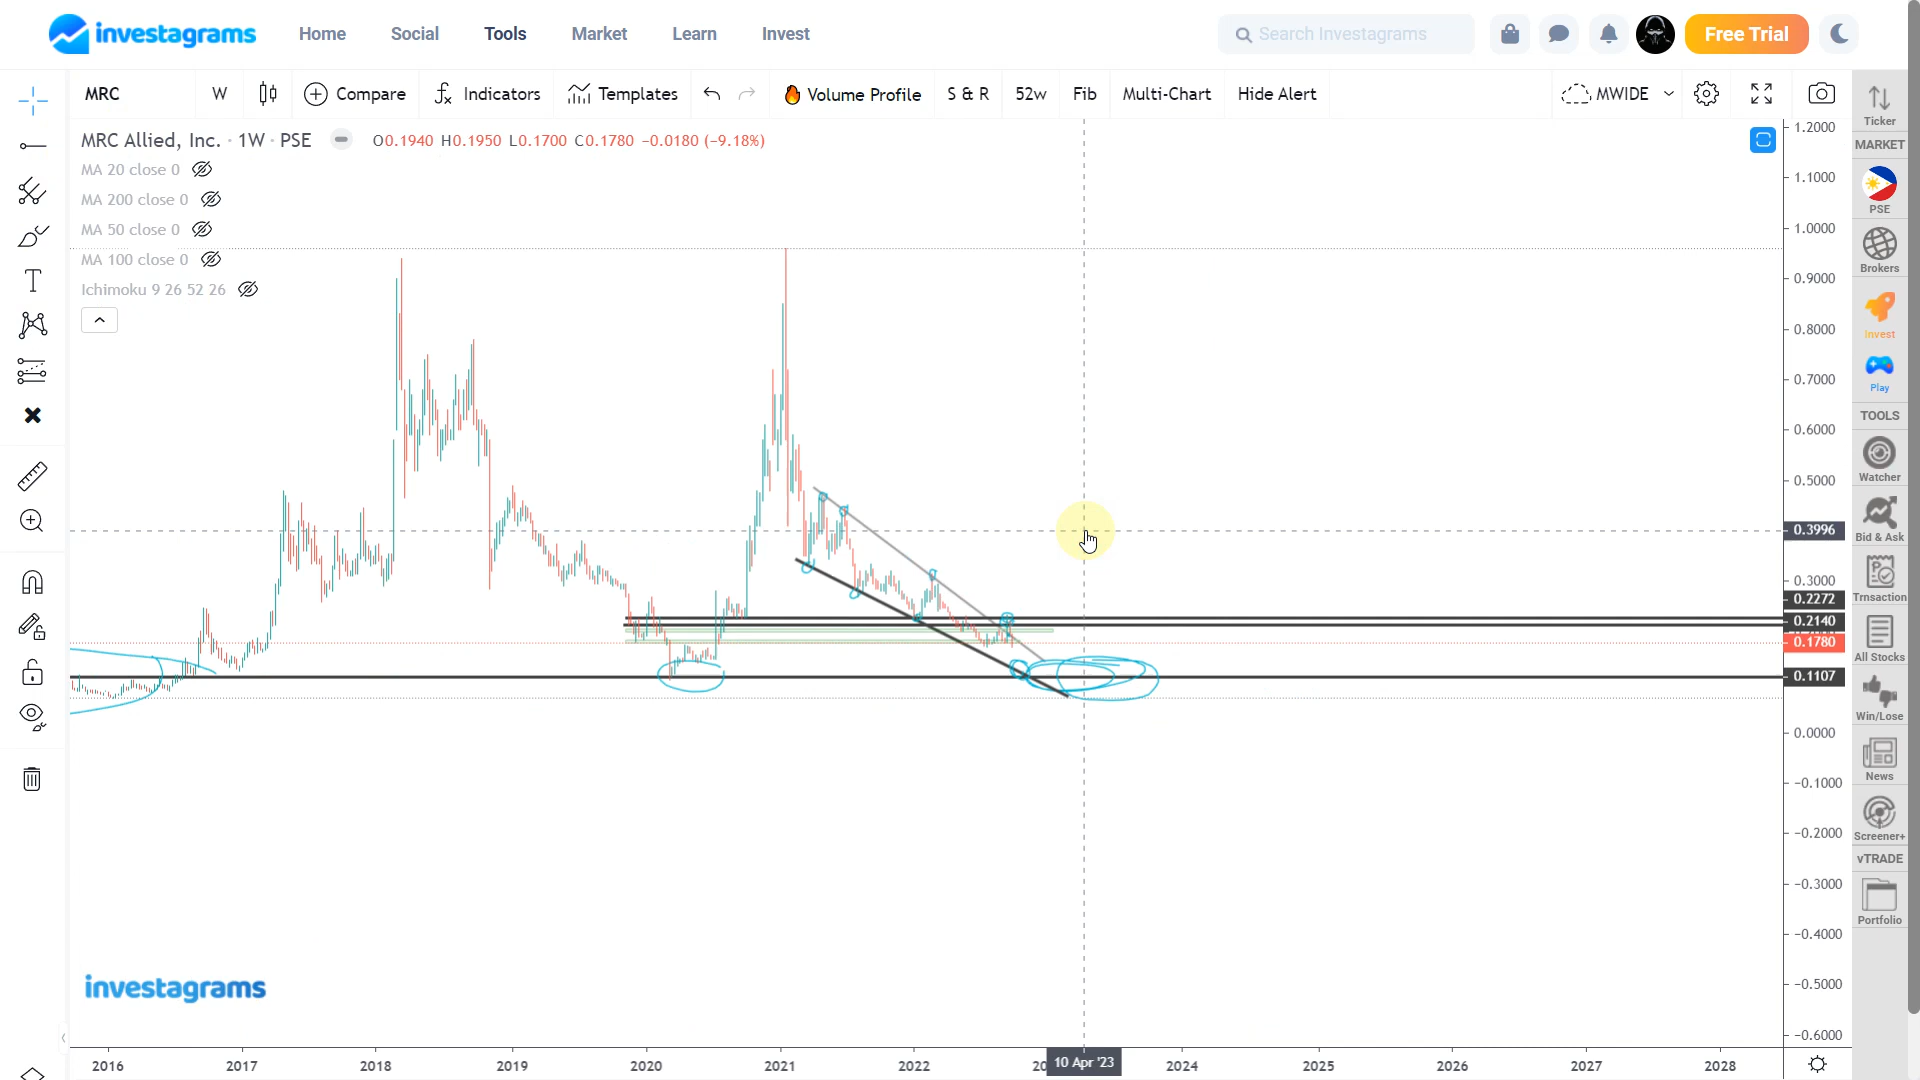 investagrams
Home
Social
Tools
Market
Learn
Invest
Search Investagrams
Free Trial
MRC
W
Compare
Indicators
Templates
Volume Profile
S & R
52w
Fib
Multi-Chart
Hide Alert
MWIDE
MRC Allied, Inc. · 1W · PSE
O0.1940 H0.1950 L0.1700 C0.1780 −0.0180 (−9.18%)
MA 20 close 0
MA 200 close 0
MA 50 close 0
MA 100 close 0
Ichimoku 9 26 52 26
1.2000
1.1000
1.0000
0.9000
0.8000
0.7000
0.6000
0.5000
0.3996
0.3000
0.2272
0.2140
0.1780
0.1107
0.0000
−0.1000
−0.2000
−0.3000
−0.4000
−0.5000
−0.6000
investagrams
2016
2017
2018
2019
2020
2021
2022
10 Apr '23
2024
2025
2026
2027
2028
Ticker
MARKET
PSE
Brokers
Invest
Play
TOOLS
Watcher
Bid & Ask
Trnsaction
All Stocks
Win/Lose
News
Screener+
vTRADE
Portfolio